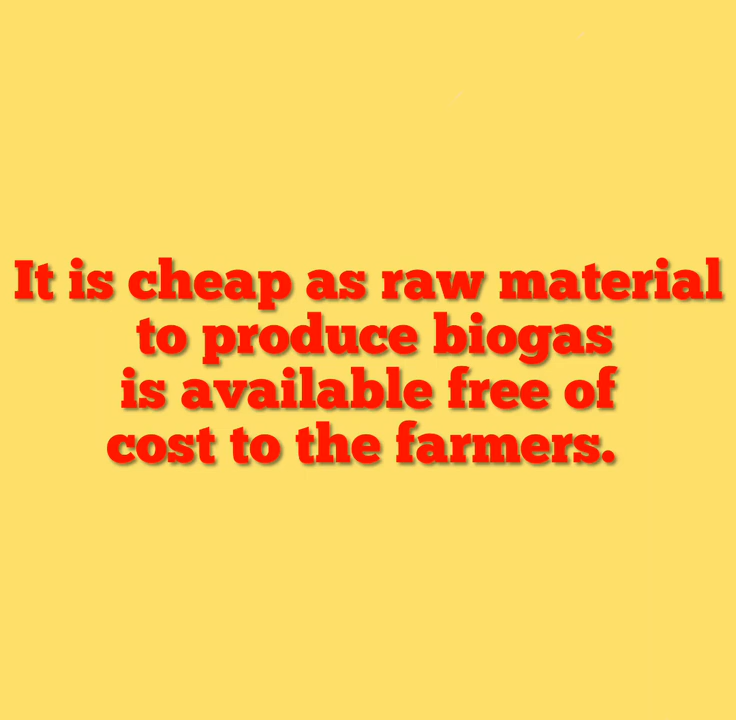 It is cheap as raw material
to produce biogas
is available free of
cost to the farmers.